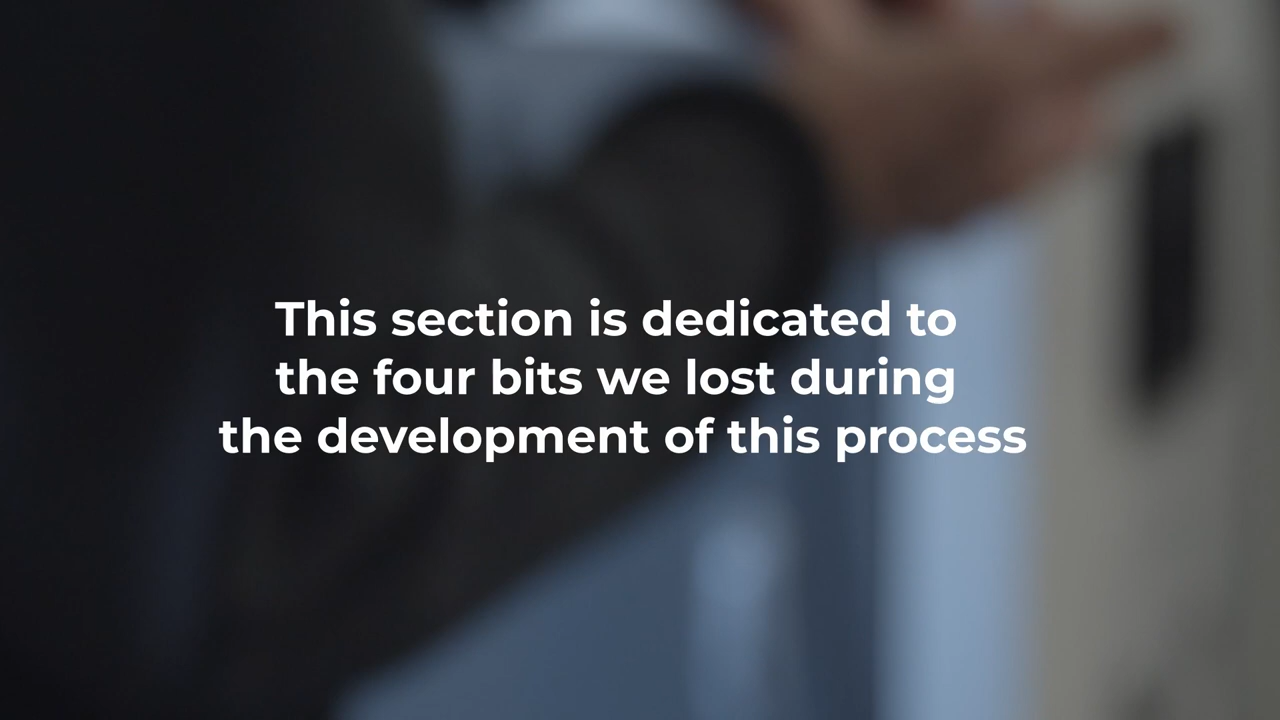 This section is dedicated to
the four bits we lost during
the development of this process